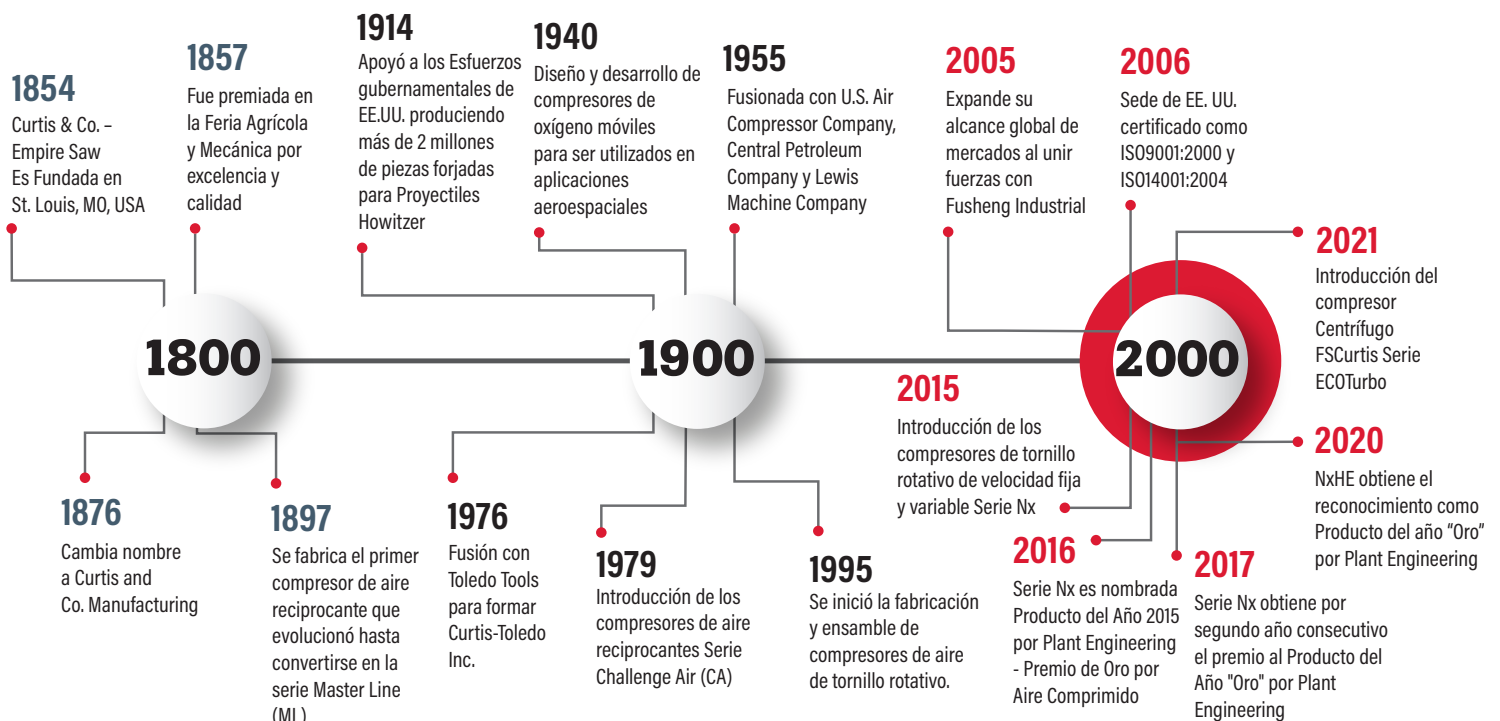 1854
Curtis & Co. –
Empire Saw
Es Fundada en
St. Louis, MO, USA
1857
Fue premiada en
la Feria Agrícola
y Mecánica por
excelencia y
calidad
1914
Apoyó a los Esfuerzos
gubernamentales de
EE.UU. produciendo
más de 2 millones
de piezas forjadas
para Proyectiles
Howitzer
1940
Diseño y desarrollo de
compresores de
oxígeno móviles
para ser utilizados en
aplicaciones
aeroespaciales
1955
Fusionada con U.S. Air
Compressor Company,
Central Petroleum
Company y Lewis
Machine Company
2005
Expande su
alcance global de
mercados al unir
fuerzas con
Fusheng Industrial
2006
Sede de EE. UU.
certificado como
ISO9001:2000 y
ISO14001:2004
2021
Introducción del
compresor
Centrífugo
FSCurtis Serie
ECOTurbo
1800
1900
2000
1876
Cambia nombre
a Curtis and
Co. Manufacturing
1897
Se fabrica el primer
compresor de aire
reciprocante que
evolucionó hasta
convertirse en la
serie Master Line
(ML)
1976
Fusión con
Toledo Tools
para formar
Curtis-Toledo
Inc.
1979
Introducción de los
compresores de aire
reciprocantes Serie
Challenge Air (CA)
1995
Se inició la fabricación
y ensamble de
compresores de aire
de tornillo rotativo.
2015
Introducción de los
compresores de tornillo
rotativo de velocidad fija
y variable Serie Nx
2016
Serie Nx es nombrada
Producto del Año 2015
por Plant Engineering
- Premio de Oro por
Aire Comprimido
2017
Serie Nx obtiene por
segundo año consecutivo
el premio al Producto del
Año "Oro" por Plant
Engineering
2020
NxHE obtiene el
reconocimiento como
Producto del año “Oro”
por Plant Engineering